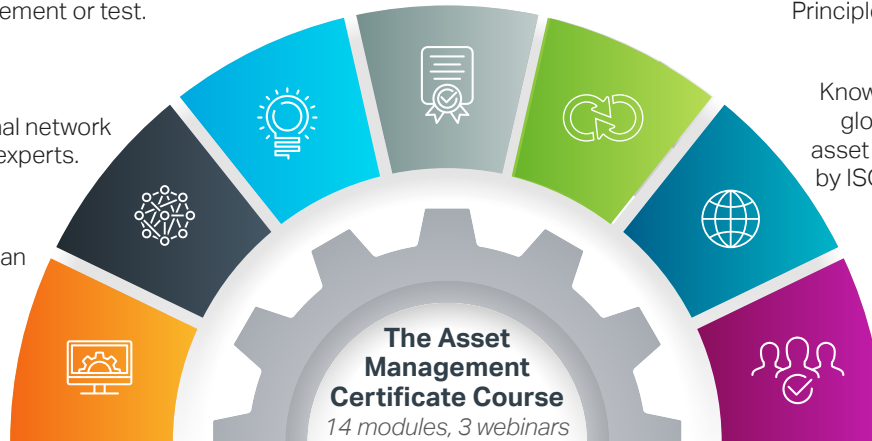 ement or test.
Principle
nal network
experts.
Know
glo
asset
by ISO
an
The Asset
Management
Certificate Course
14 modules, 3 webinars